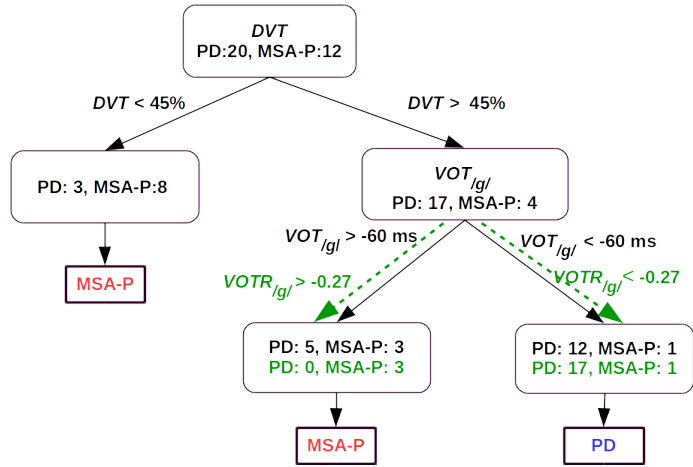 DVT
PD:20, MSA-P:12
DVT < 45%
DVT > 45%
PD: 3, MSA-P:8
VOT/g/
PD: 17, MSA-P: 4
MSA-P
VOT/g/ > -60 ms
VOT/g/ < -60 ms
VOTR/g/ > -0.27
VOTR/g/ < -0.27
PD: 5, MSA-P: 3
PD: 0, MSA-P: 3
PD: 12, MSA-P: 1
PD: 17, MSA-P: 1
MSA-P
PD